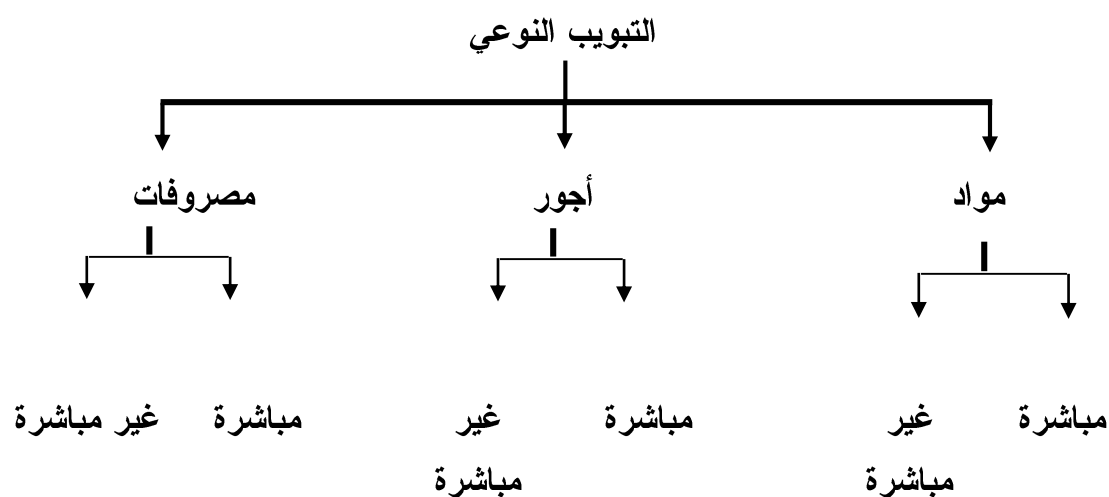 التبويب النوعي
مواد أجور مصروفات
مباشرة غير مباشرة غير مباشرة غير مباشرة
مباشرة مباشرة